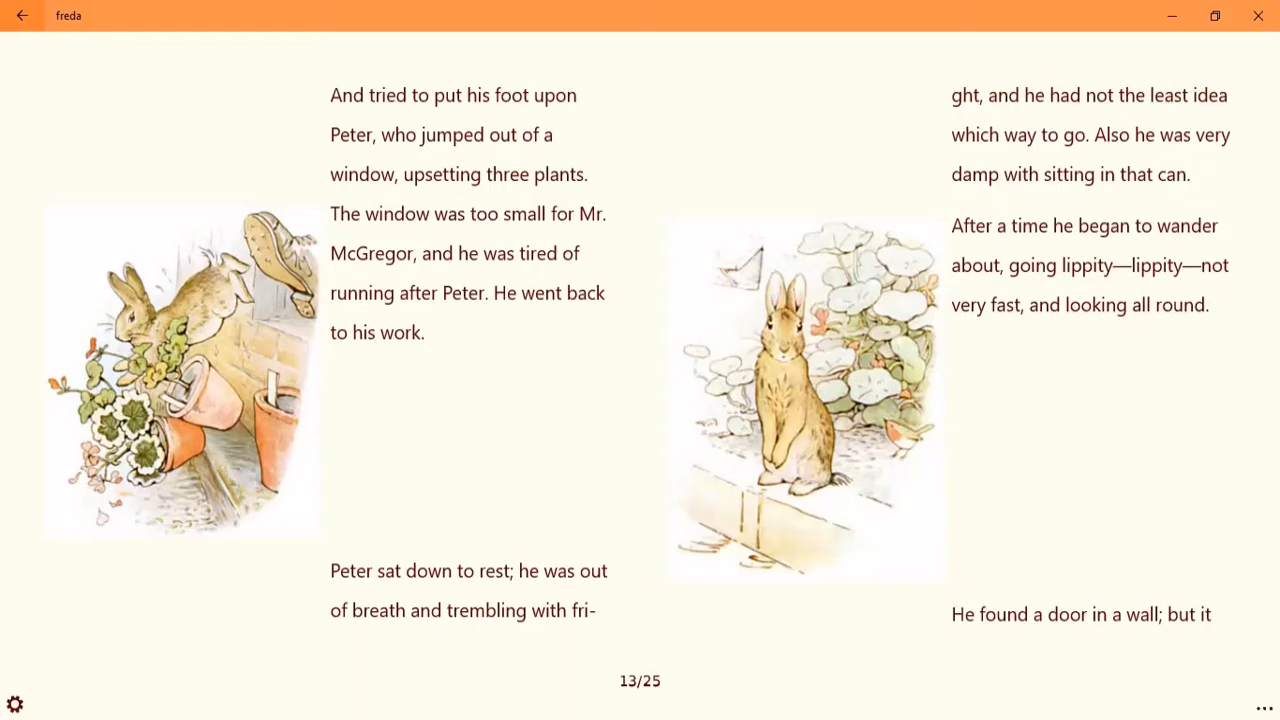 freda
And tried to put his foot upon
Peter, who jumped out of a
window, upsetting three plants.
The window was too small for Mr.
McGregor, and he was tired of
running after Peter. He went back
to his work.
Peter sat down to rest; he was out
of breath and trembling with fri-
ght, and he had not the least idea
which way to go. Also he was very
damp with sitting in that can.
After a time he began to wander
about, going lippity—lippity—not
very fast, and looking all round.
He found a door in a wall; but it
13/25